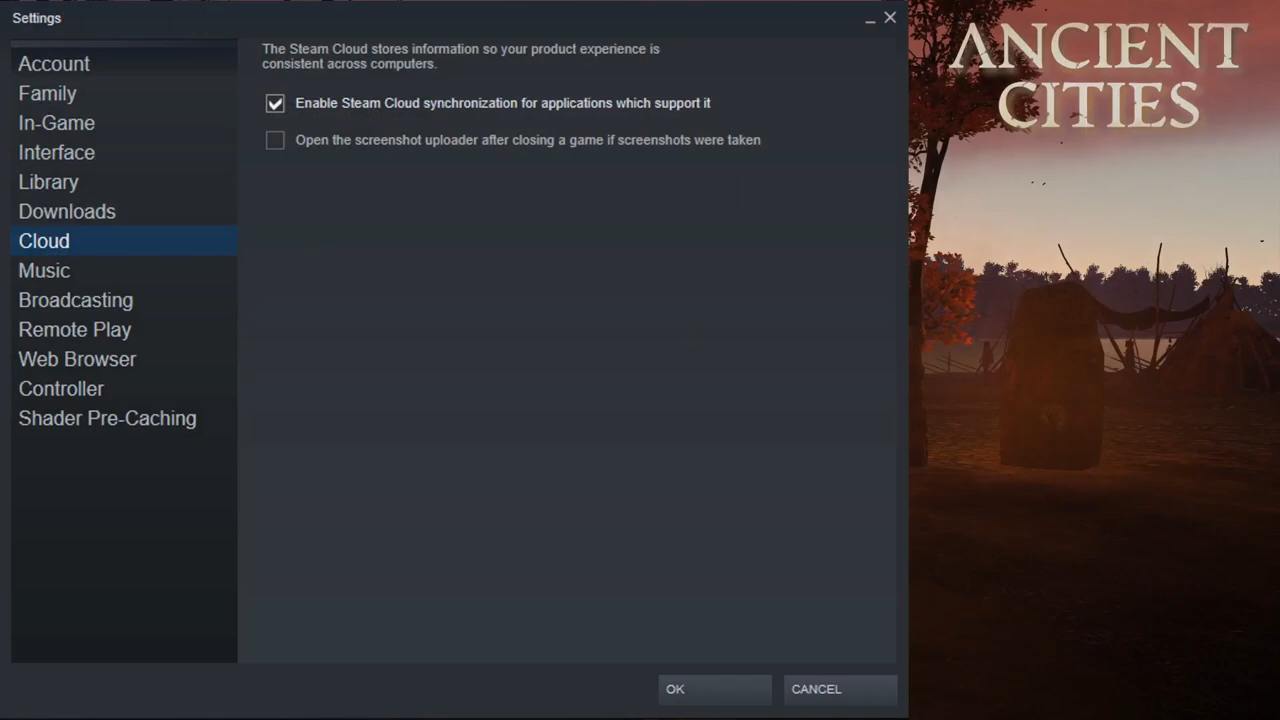 Settings
Account
Family
In-Game
Interface
Library
Downloads
Cloud
Music
Broadcasting
Remote Play
Web Browser
Controller
Shader Pre-Caching
The Steam Cloud stores information so your product experience is
consistent across computers.
Enable Steam Cloud synchronization for applications which support it
Open the screenshot uploader after closing a game if screenshots were taken
OK
CANCEL
ANCIENT
CITIES